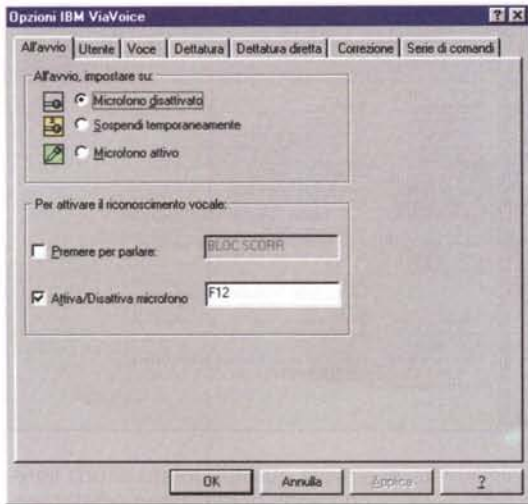 Opzioni IBM ViaVoice
All'avvio Utente Voce Dettatura Dettatura diretta Correzione Serie di comandi
All'avvio, impostare su:
Microfono disattivato
Sospendi temporaneamente
Microfono attivo
Per attivare il riconoscimento vocale:
Premere per parlare: BLOC SCORR
Attiva/Disattiva microfono F12
OK Annulla Applica ?